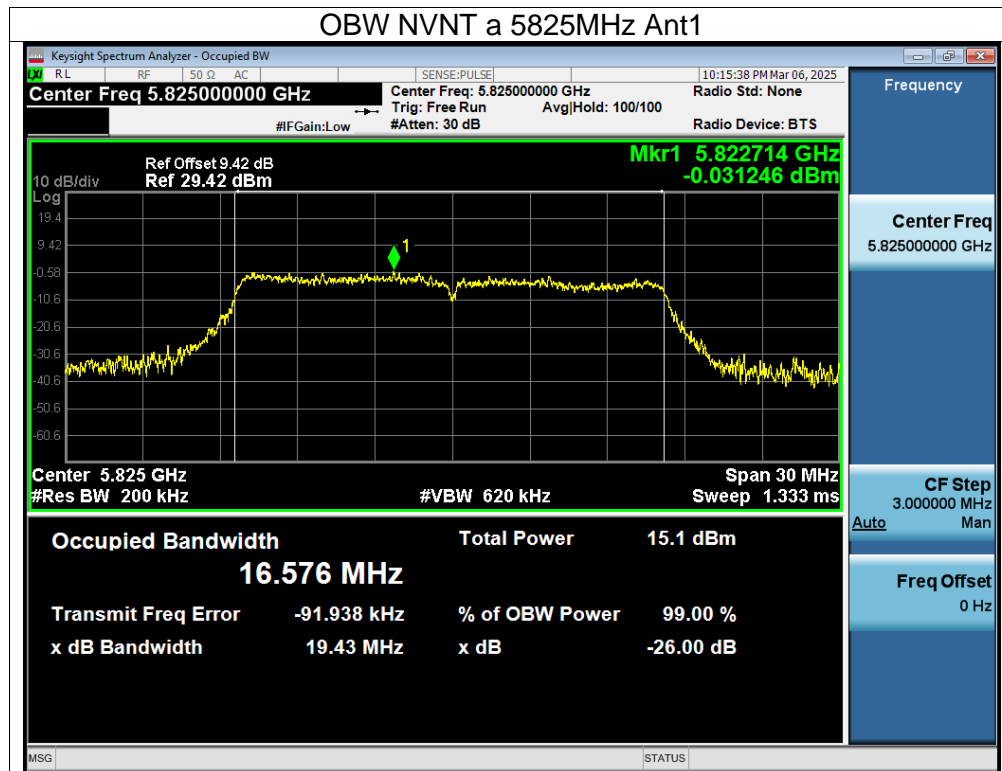 OBW NVNT a 5825MHz Ant1
Keysight Spectrum Analyzer - Occupied BW
LXI RL RF 50 Ω AC SENSE:PULSE 10:15:38 PM Mar 06, 2025
Center Freq 5.825000000 GHz Center Freq: 5.825000000 GHz Radio Std: None
Trig: Free Run Avg|Hold: 100/100
#IFGain:Low #Atten: 30 dB Radio Device: BTS
Ref Offset 9.42 dB Mkr1 5.822714 GHz
10 dB/div Ref 29.42 dBm -0.031246 dBm
Log
19.4
9.42
1
-0.58
-10.6
-20.6
-30.6
-40.6
-50.6
-60.6
Center 5.825 GHz Span 30 MHz
#Res BW 200 kHz #VBW 620 kHz Sweep 1.333 ms
Occupied Bandwidth Total Power 15.1 dBm
16.576 MHz
Transmit Freq Error -91.938 kHz % of OBW Power 99.00 %
x dB Bandwidth 19.43 MHz x dB -26.00 dB
MSG STATUS
Frequency
Center Freq
5.825000000 GHz
CF Step
3.000000 MHz
Auto Man
Freq Offset
0 Hz